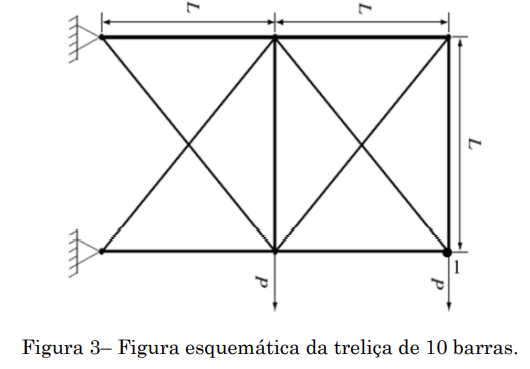 L L
L
1
P P
Figura 3– Figura esquemática da treliça de 10 barras.